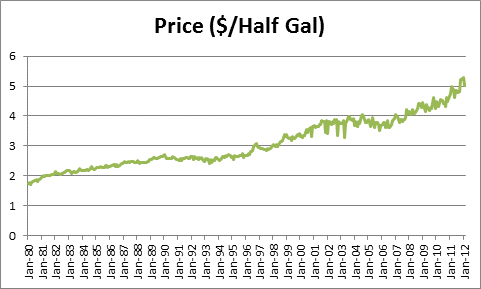 Price ($/Half Gal)
6
5
4
3
2
1
0
Jan-80
Jan-81
Jan-82
Jan-83
Jan-84
Jan-85
Jan-86
Jan-87
Jan-88
Jan-89
Jan-90
Jan-91
Jan-92
Jan-93
Jan-94
Jan-95
Jan-96
Jan-97
Jan-98
Jan-99
Jan-00
Jan-01
Jan-02
Jan-03
Jan-04
Jan-05
Jan-06
Jan-07
Jan-08
Jan-09
Jan-10
Jan-11
Jan-12